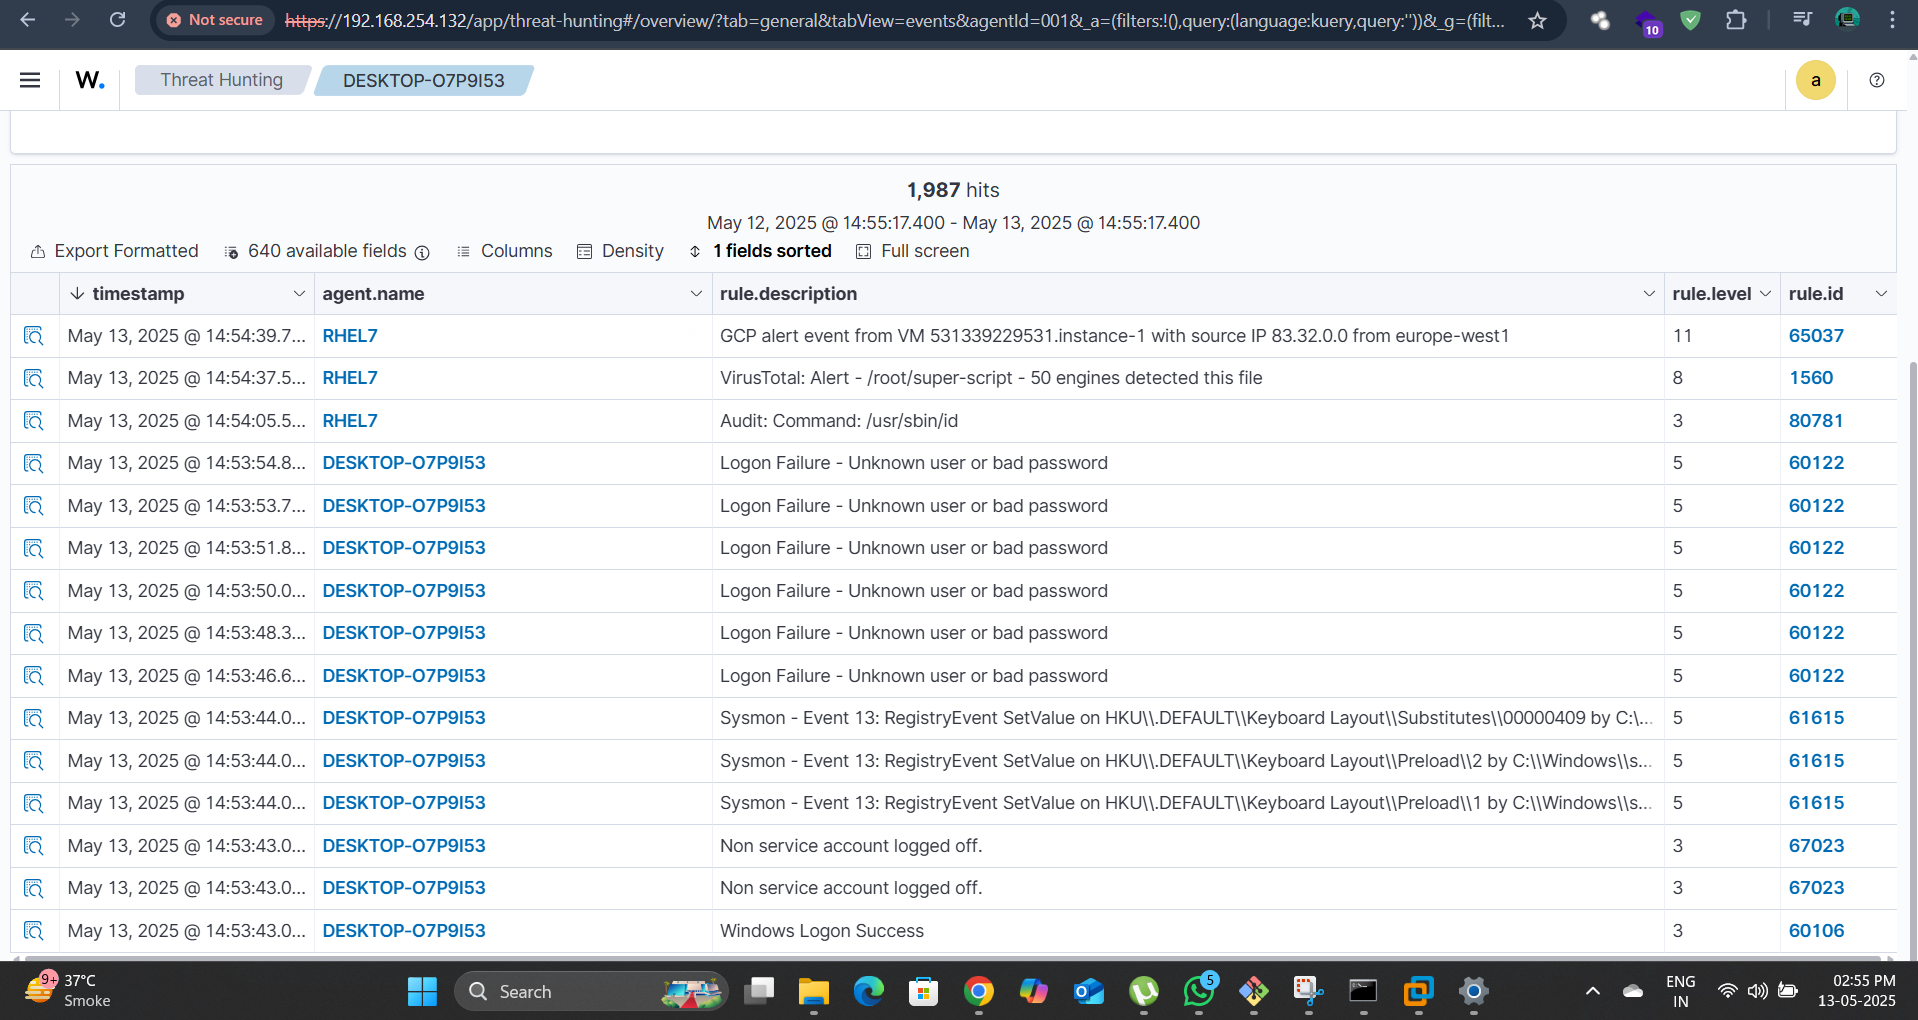 Not secure
https://192.168.254.132/app/threat-hunting#/overview/?tab=general&tabView=events&agentId=001&_a=(filters:!(),query:(language:kuery,query:''))&_g=(filt...
10
W.
Threat Hunting
DESKTOP-O7P9I53
a
1,987 hits
May 12, 2025 @ 14:55:17.400 - May 13, 2025 @ 14:55:17.400
Export Formatted 640 available fields Columns Density 1 fields sorted Full screen
timestamp agent.name rule.description rule.level rule.id
May 13, 2025 @ 14:54:39.7... RHEL7 GCP alert event from VM 531339229531.instance-1 with source IP 83.32.0.0 from europe-west1 11 65037
May 13, 2025 @ 14:54:37.5... RHEL7 VirusTotal: Alert - /root/super-script - 50 engines detected this file 8 1560
May 13, 2025 @ 14:54:05.5... RHEL7 Audit: Command: /usr/sbin/id 3 80781
May 13, 2025 @ 14:53:54.8... DESKTOP-O7P9I53 Logon Failure - Unknown user or bad password 5 60122
May 13, 2025 @ 14:53:53.7... DESKTOP-O7P9I53 Logon Failure - Unknown user or bad password 5 60122
May 13, 2025 @ 14:53:51.8... DESKTOP-O7P9I53 Logon Failure - Unknown user or bad password 5 60122
May 13, 2025 @ 14:53:50.0... DESKTOP-O7P9I53 Logon Failure - Unknown user or bad password 5 60122
May 13, 2025 @ 14:53:48.3... DESKTOP-O7P9I53 Logon Failure - Unknown user or bad password 5 60122
May 13, 2025 @ 14:53:46.6... DESKTOP-O7P9I53 Logon Failure - Unknown user or bad password 5 60122
May 13, 2025 @ 14:53:44.0... DESKTOP-O7P9I53 Sysmon - Event 13: RegistryEvent SetValue on HKU\\.DEFAULT\\Keyboard Layout\\Substitutes\\00000409 by C:\... 5 61615
May 13, 2025 @ 14:53:44.0... DESKTOP-O7P9I53 Sysmon - Event 13: RegistryEvent SetValue on HKU\\.DEFAULT\\Keyboard Layout\\Preload\\2 by C:\\Windows\\s... 5 61615
May 13, 2025 @ 14:53:44.0... DESKTOP-O7P9I53 Sysmon - Event 13: RegistryEvent SetValue on HKU\\.DEFAULT\\Keyboard Layout\\Preload\\1 by C:\\Windows\\s... 5 61615
May 13, 2025 @ 14:53:43.0... DESKTOP-O7P9I53 Non service account logged off. 3 67023
May 13, 2025 @ 14:53:43.0... DESKTOP-O7P9I53 Non service account logged off. 3 67023
May 13, 2025 @ 14:53:43.0... DESKTOP-O7P9I53 Windows Logon Success 3 60106
9+
37°C
Smoke
Search
5
ENG
IN
02:55 PM
13-05-2025